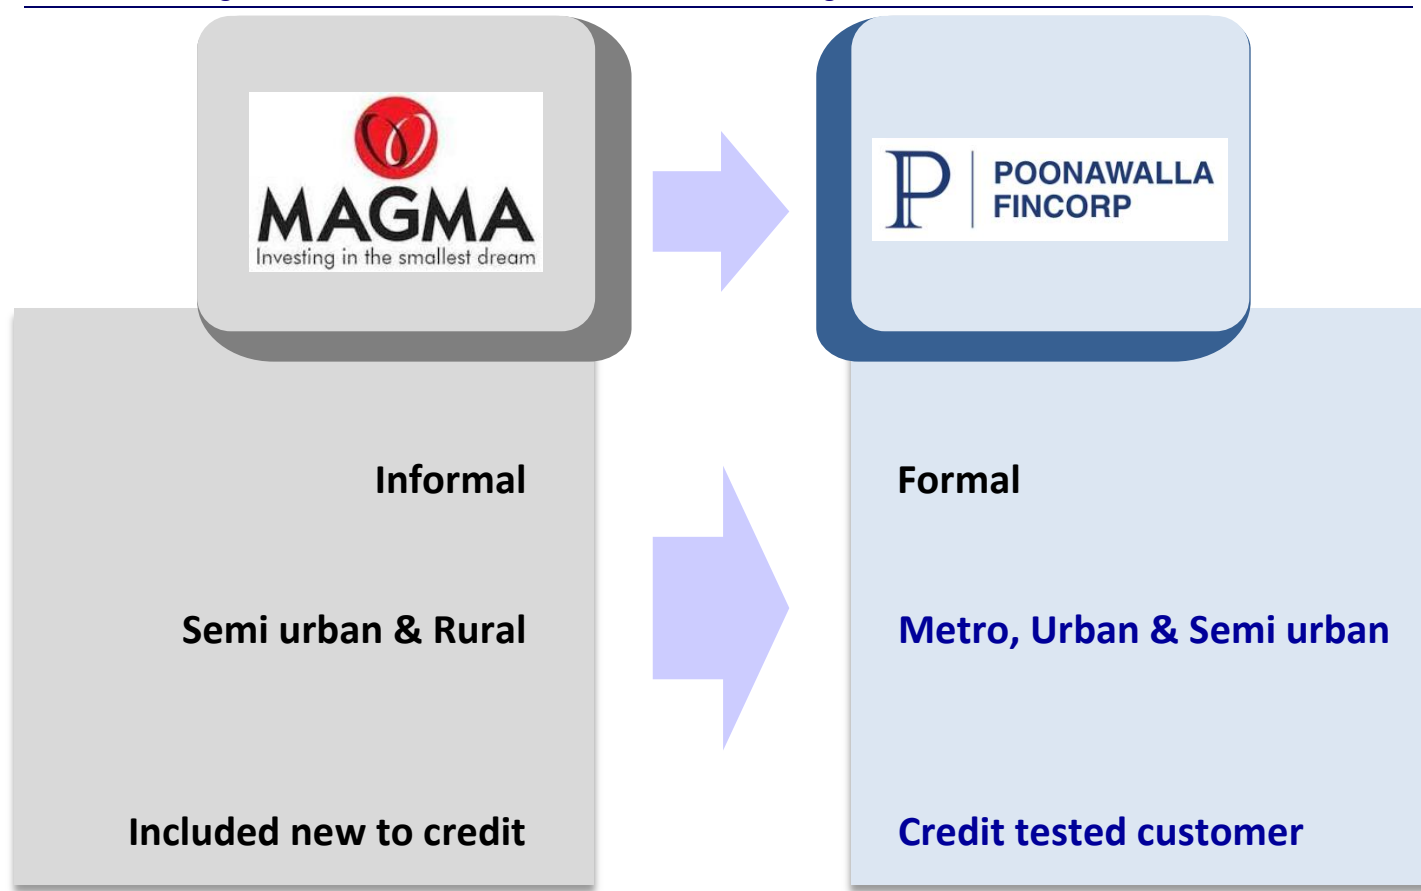 MAGMA
Investing in the smallest dream
P
POONAWALLA
FINCORP
Informal
Formal
Semi urban & Rural
Metro, Urban & Semi urban
Included new to credit
Credit tested customer